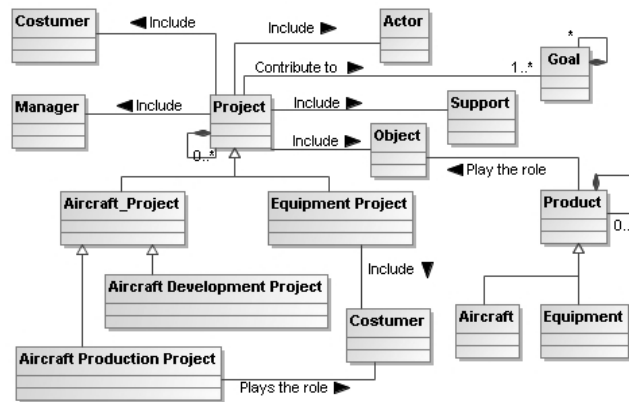 Costumer
Include
Include
Actor
*
Goal
Contribute to
1..*
Manager
Include
Project
Include
Support
Include
Object
0..*
Play the role
Aircraft_Project
Equipment Project
Product
0..
Include
Aircraft Development Project
Costumer
Aircraft
Equipment
Aircraft Production Project
Plays the role